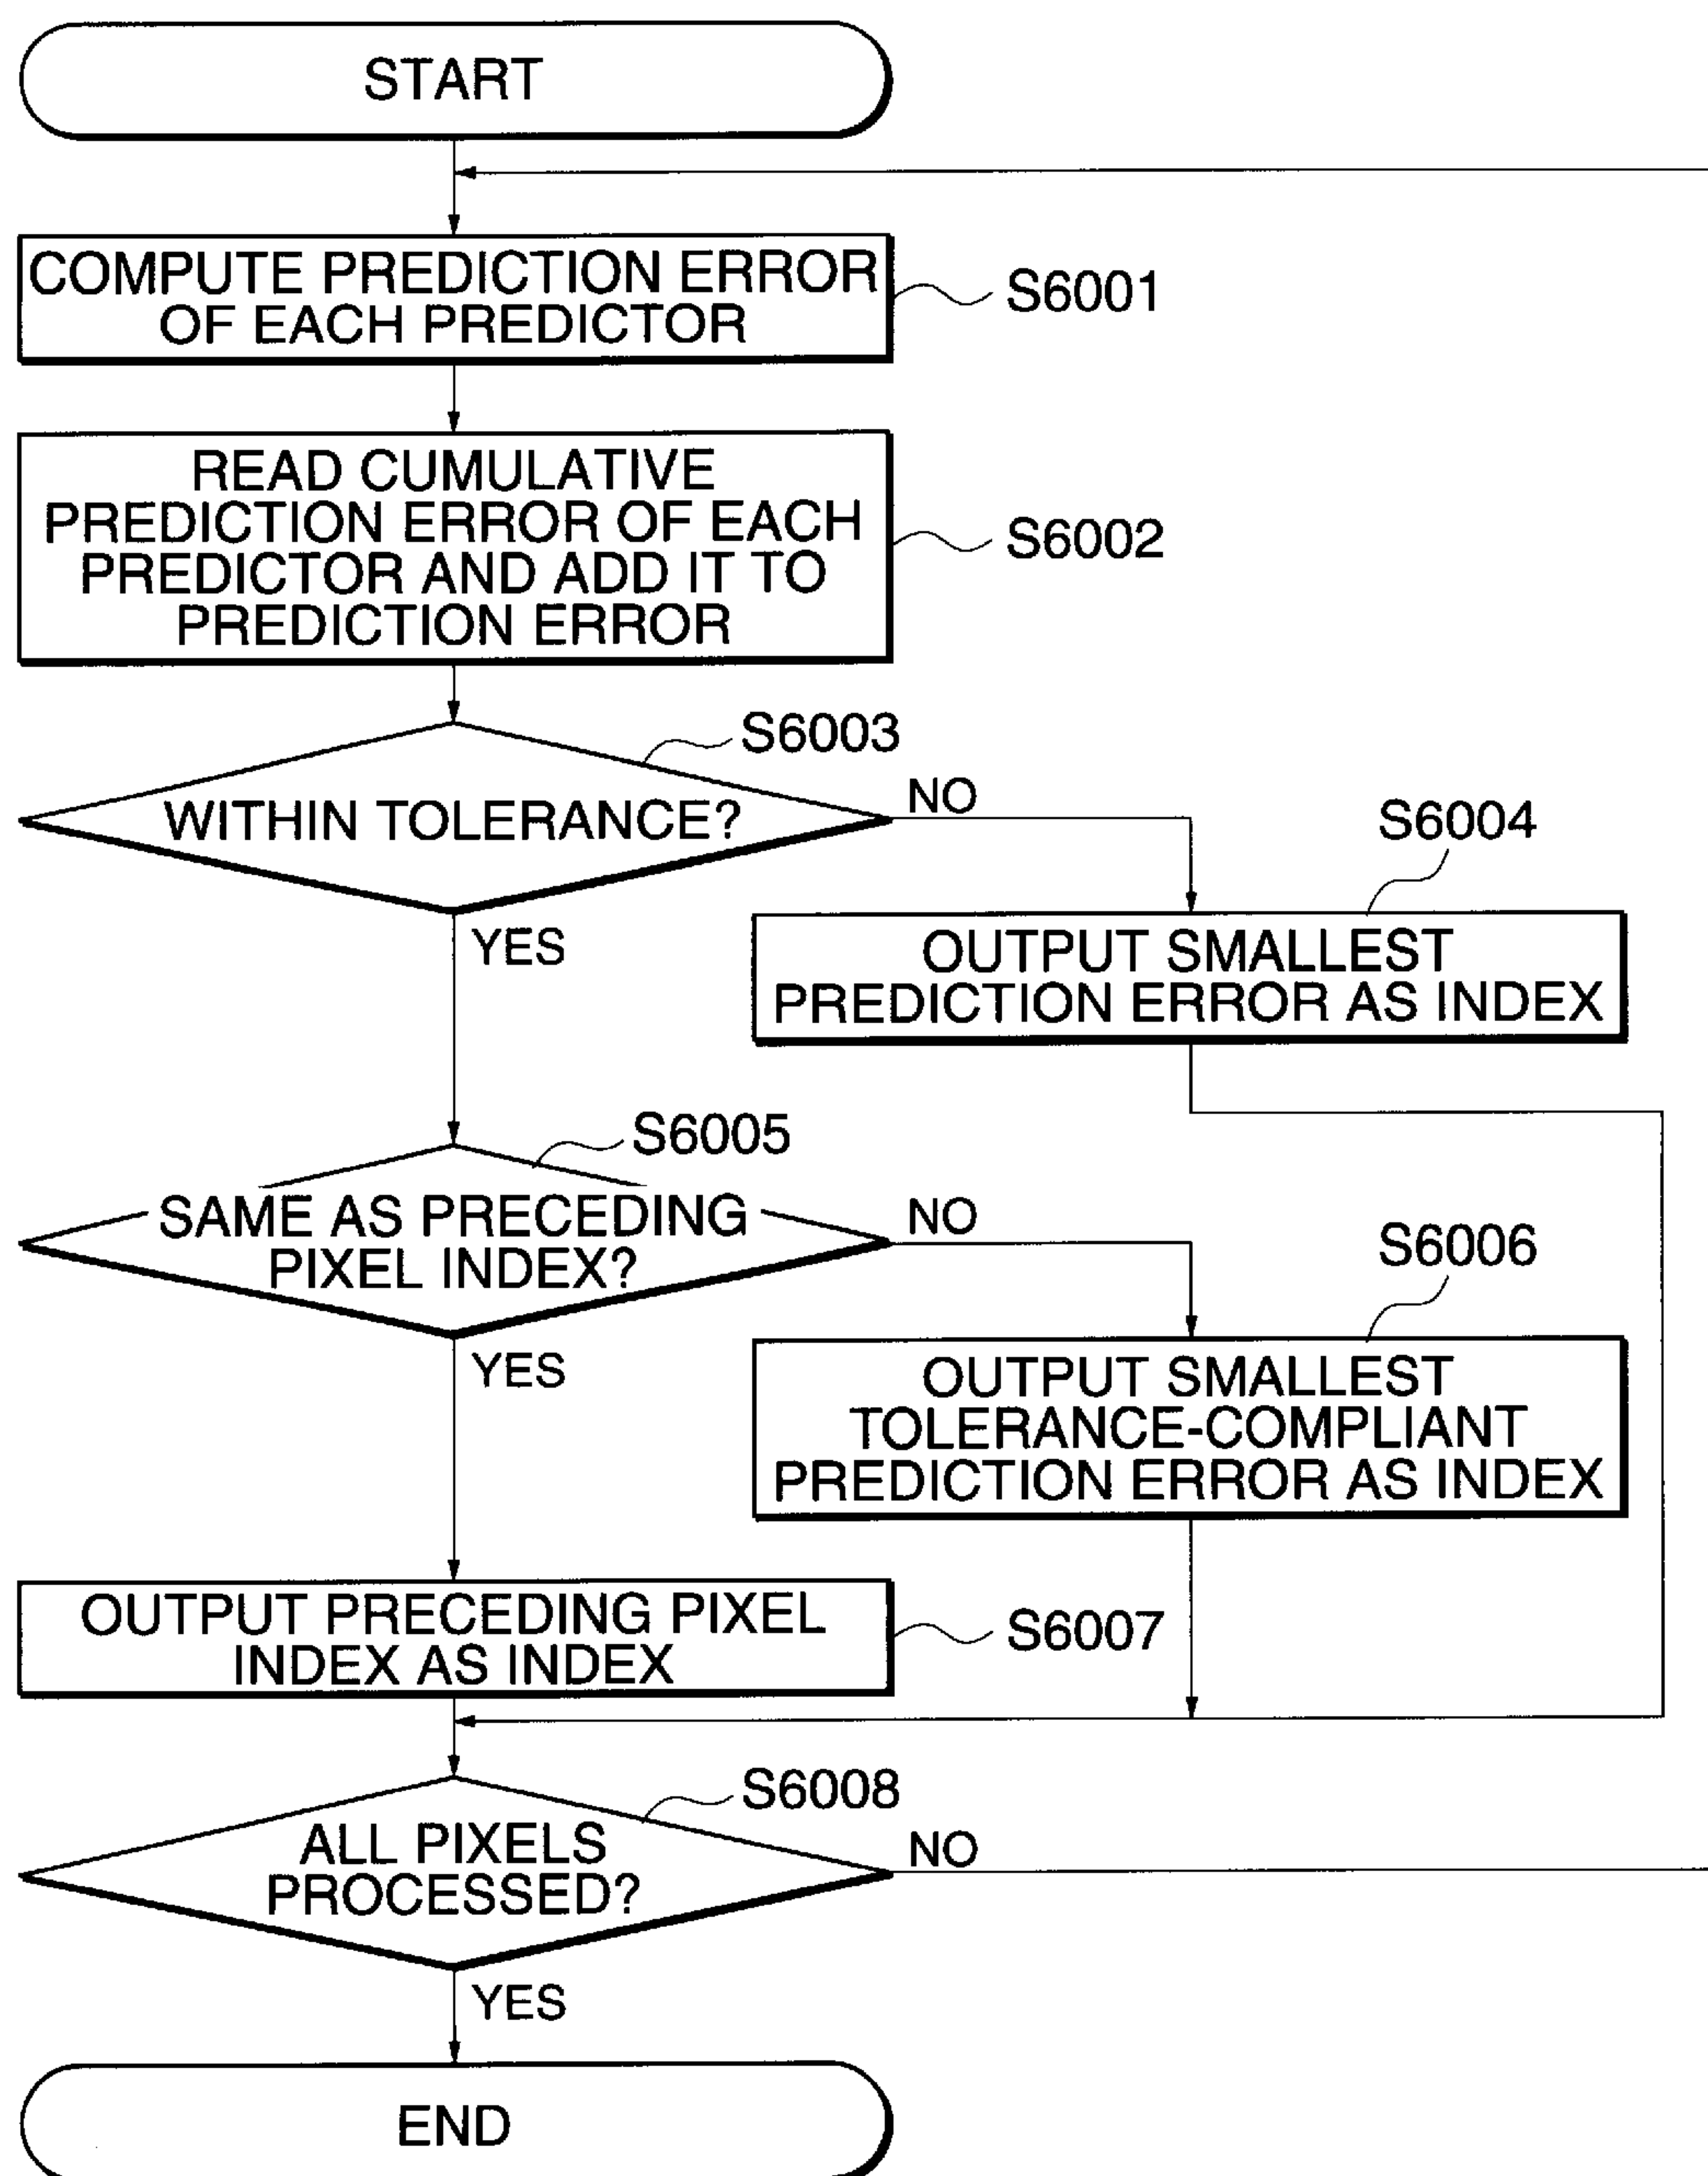 START
COMPUTE PREDICTION ERROR
OF EACH PREDICTOR
S6001
READ CUMULATIVE
PREDICTION ERROR OF EACH
PREDICTOR AND ADD IT TO
PREDICTION ERROR
S6002
S6003
WITHIN TOLERANCE?
NO
YES
S6004
OUTPUT SMALLEST
PREDICTION ERROR AS INDEX
S6005
SAME AS PRECEDING
PIXEL INDEX?
NO
YES
S6006
OUTPUT SMALLEST
TOLERANCE-COMPLIANT
PREDICTION ERROR AS INDEX
OUTPUT PRECEDING PIXEL
INDEX AS INDEX
S6007
S6008
ALL PIXELS
PROCESSED?
NO
YES
END